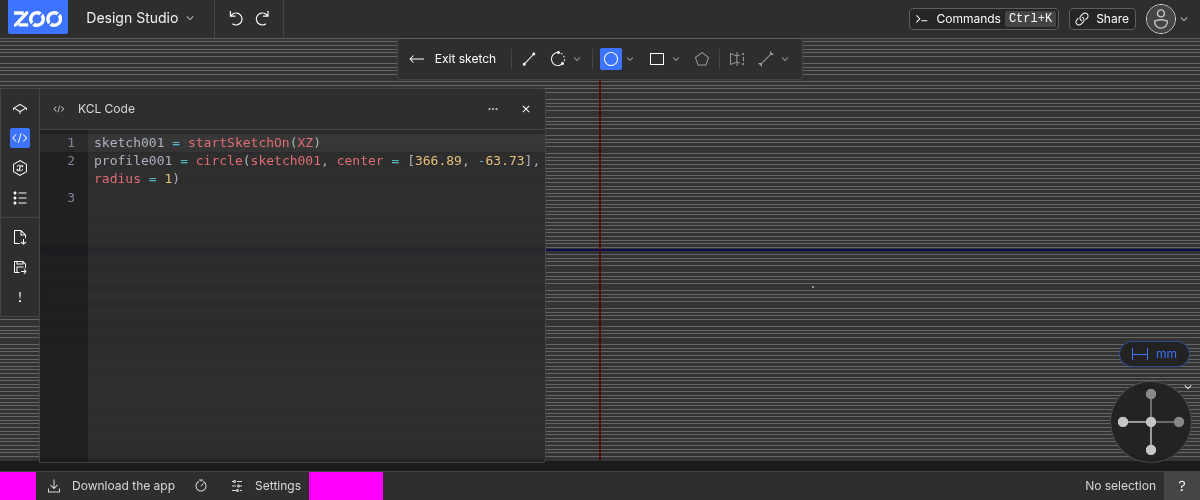 ZOO
Design Studio
Commands Ctrl+K
Share
Exit sketch
KCL Code
1 sketch001 = startSketchOn(XZ)
2 profile001 = circle(sketch001, center = [366.89, -63.73],
radius = 1)
3
mm
Download the app
Settings
No selection
?